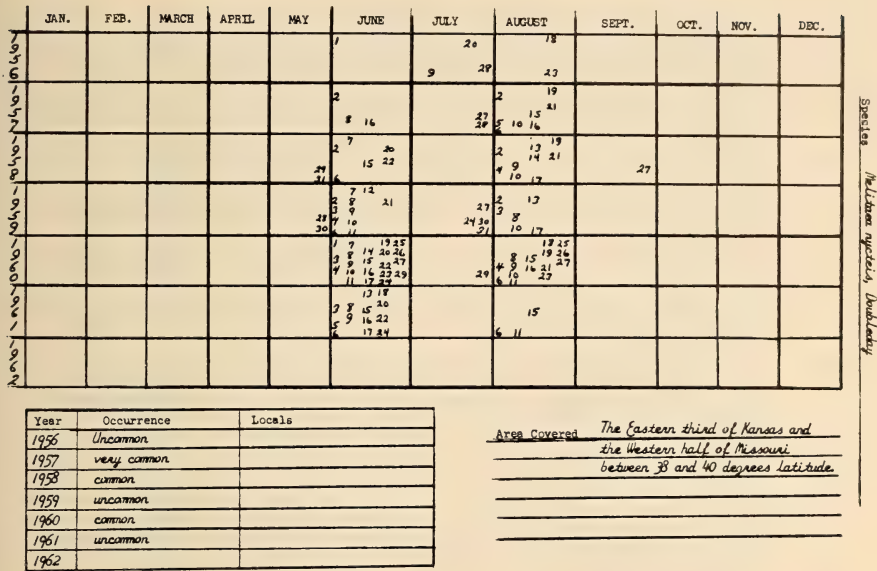 JAN. FEB. MARCH APRIL MAY JUNE JULY AUGUST SEPT. OCT. NOV. DEC.
1956
1 20 18
9 28 23
1957
2 2 19
21
8 16 27 5 10 15
28 6 16
1958
7 19
2 20 2 13
15 22 14 21
29 4 9 27
31 6 10 17
1959
7 12
2 8 21 27 2 13
3 9 3
28 4 10 24 30 8
30 6 11 31 10 17
1960
1 7 19 25 18 25
3 8 14 20 26 8 15 19 26
9 15 22 27 4 9 16 21 27
4 10 16 23 29 29 10 23
11 17 24 6 11
1961
13 18
3 8 15 20 15
9 16 22
5
6 17 24 6 11
1962
Species Melitaea nycteis, Doubleday
Year Occurrence Locals
1956 Uncommon
1957 very common
1958 common
1959 uncommon
1960 common
1961 uncommon
1962
Area Covered The Eastern third of Kansas and
the Western half of Missouri
between 38 and 40 degrees Latitude.